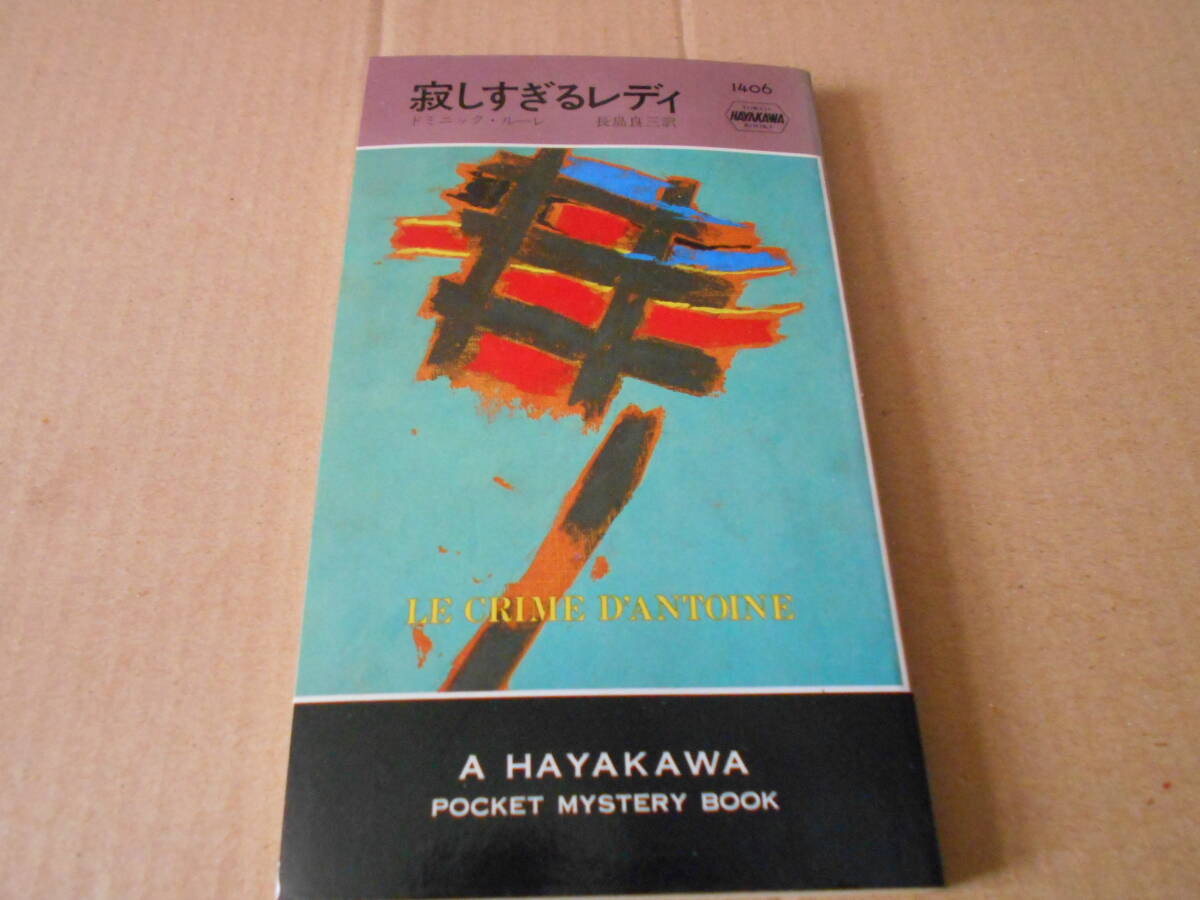 寂しすぎるレディ
1406
ドミニック・ルーレ 長島良三訳
HAYAKAWA
LE CRIME D'ANTOINE
A HAYAKAWA
POCKET MYSTERY BOOK